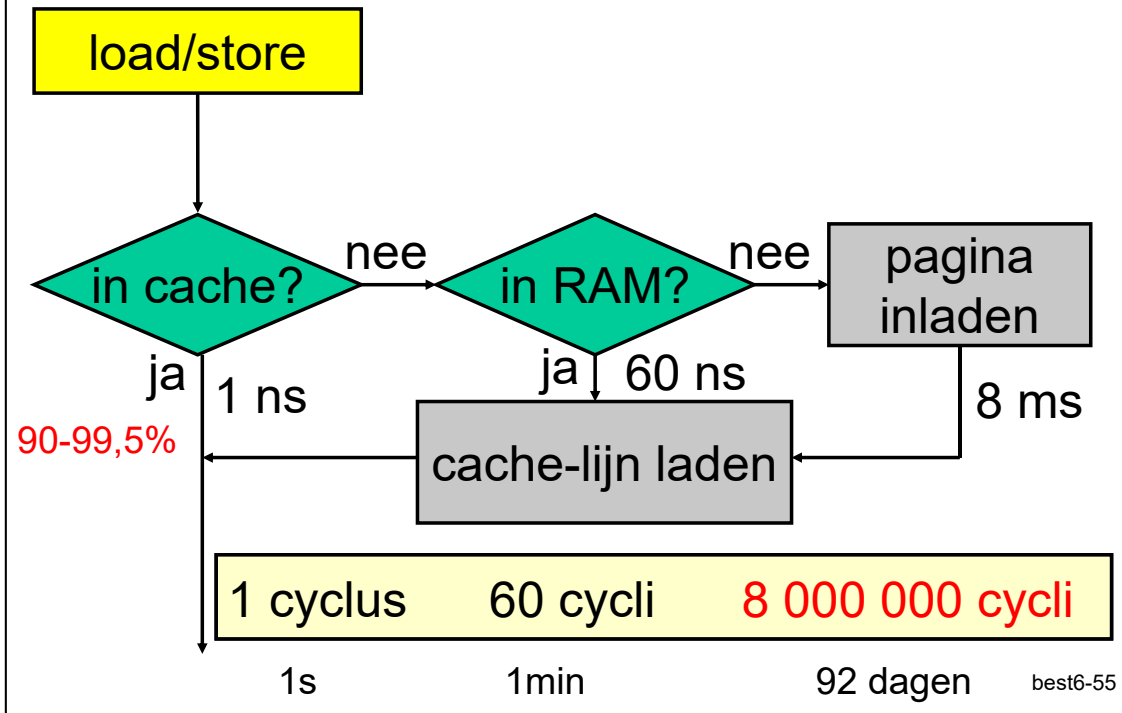 load/store
in cache?
nee
in RAM?
nee
pagina
inladen
ja
1 ns
90-99,5%
ja
60 ns
8 ms
cache-lijn laden
1 cyclus 60 cycli 8 000 000 cycli
1s 1min 92 dagen best6-55